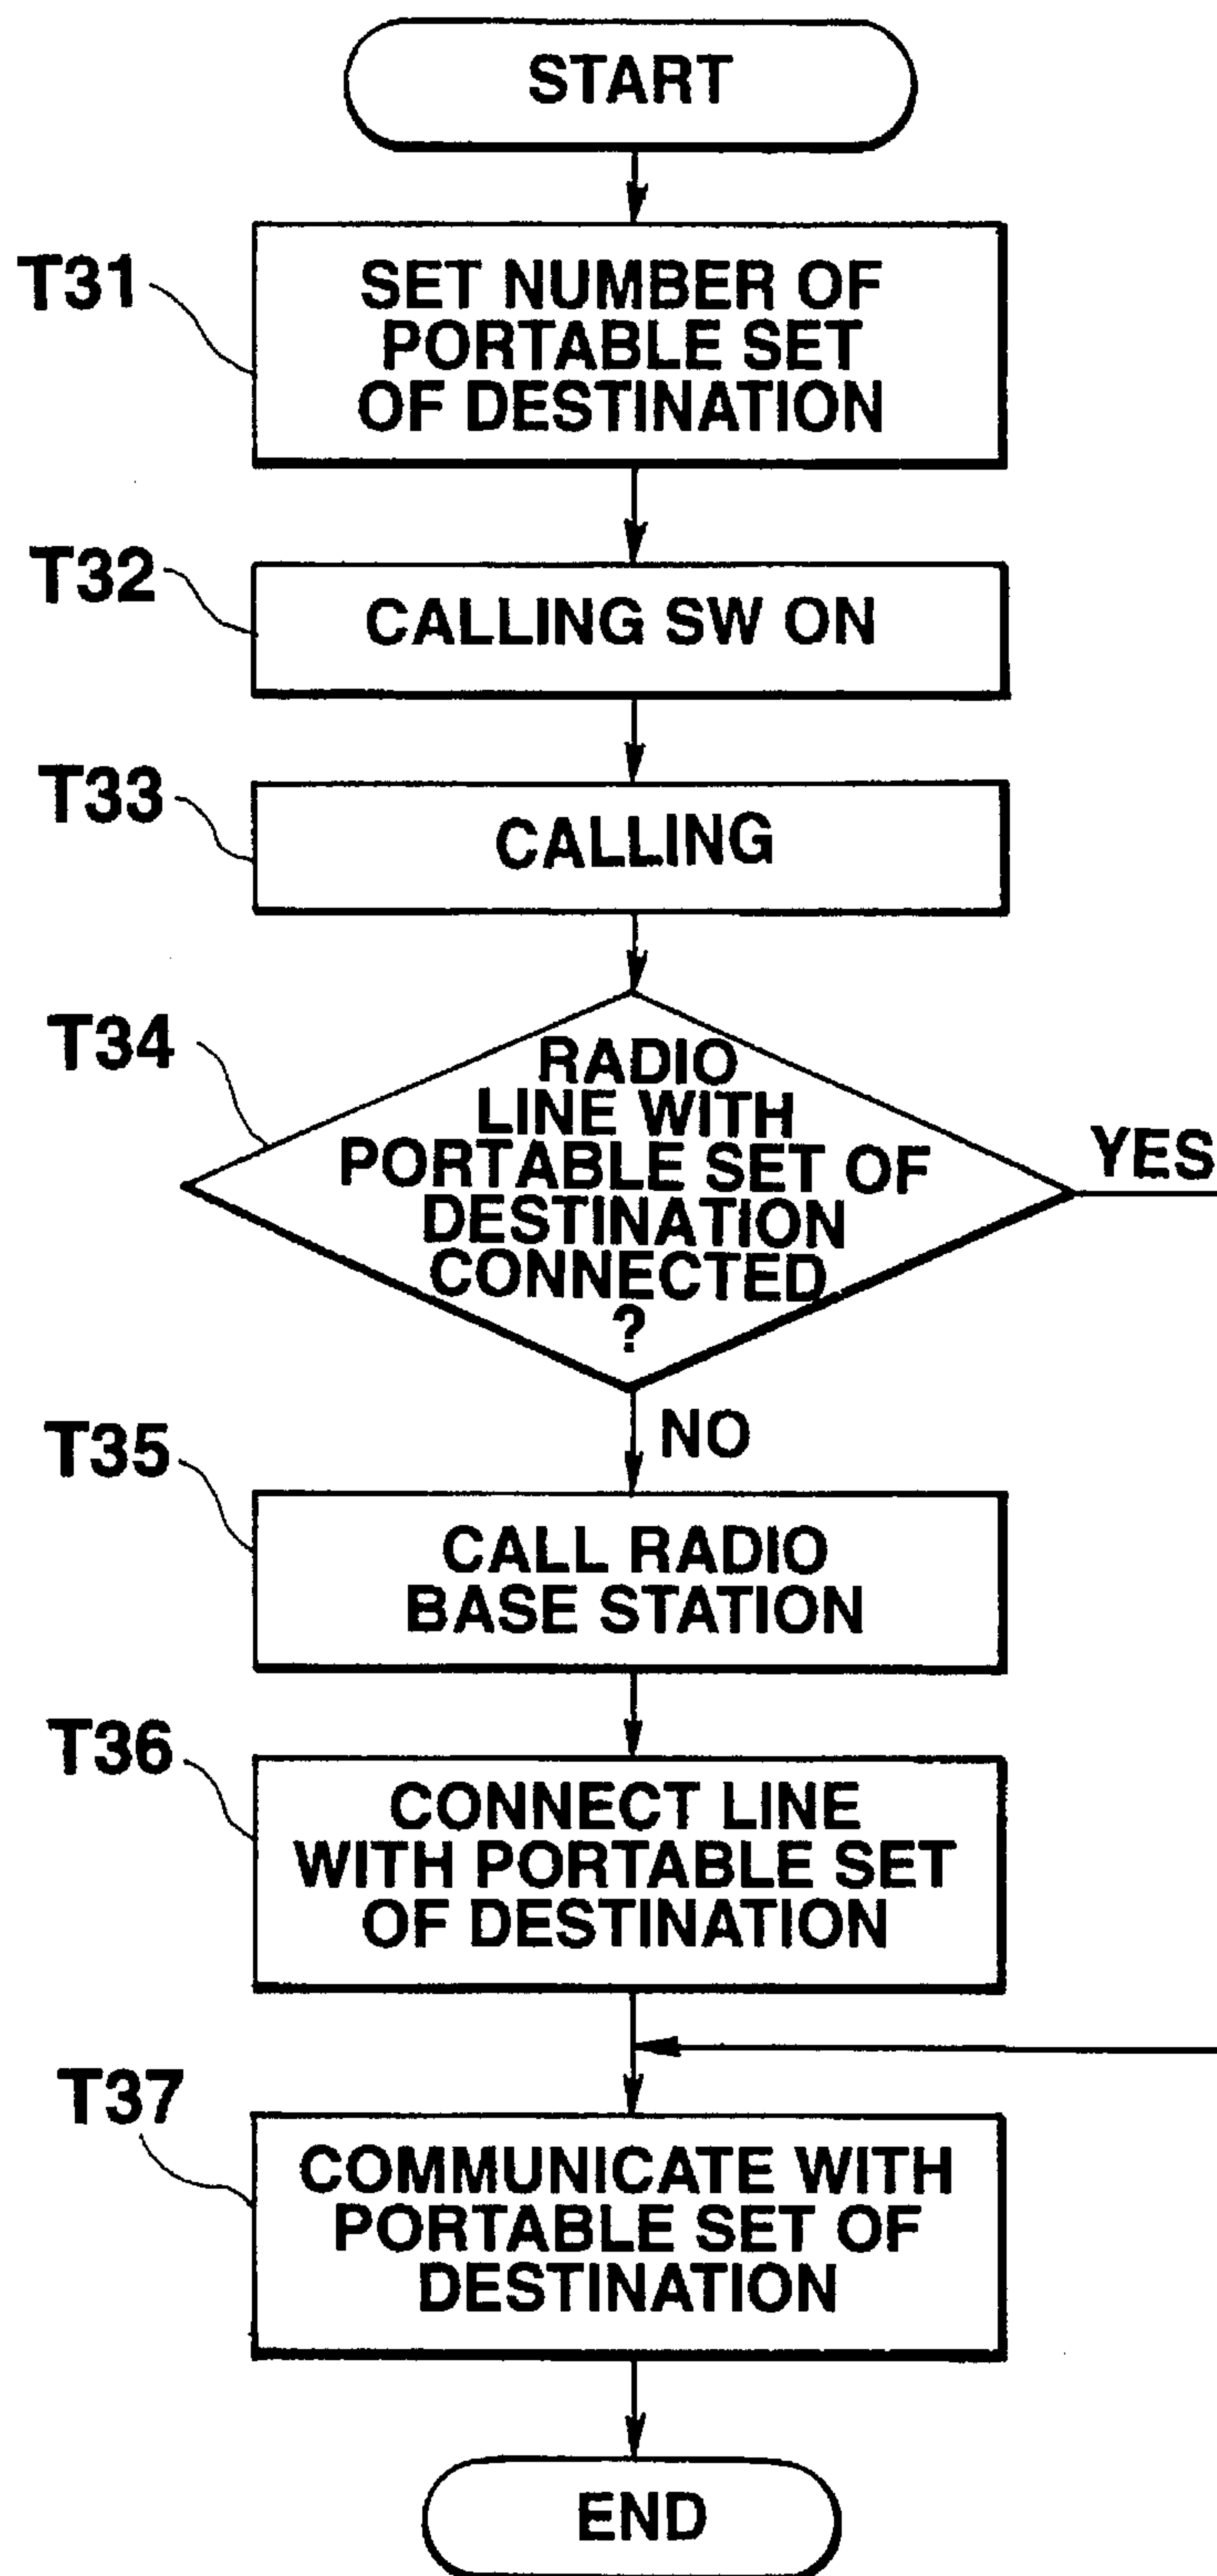 START
T31
SET NUMBER OF
PORTABLE SET
OF DESTINATION
T32
CALLING SW ON
T33
CALLING
T34
RADIO
LINE WITH
PORTABLE SET OF
DESTINATION
CONNECTED
?
YES
NO
T35
CALL RADIO
BASE STATION
T36
CONNECT LINE
WITH PORTABLE SET
OF DESTINATION
T37
COMMUNICATE WITH
PORTABLE SET OF
DESTINATION
END